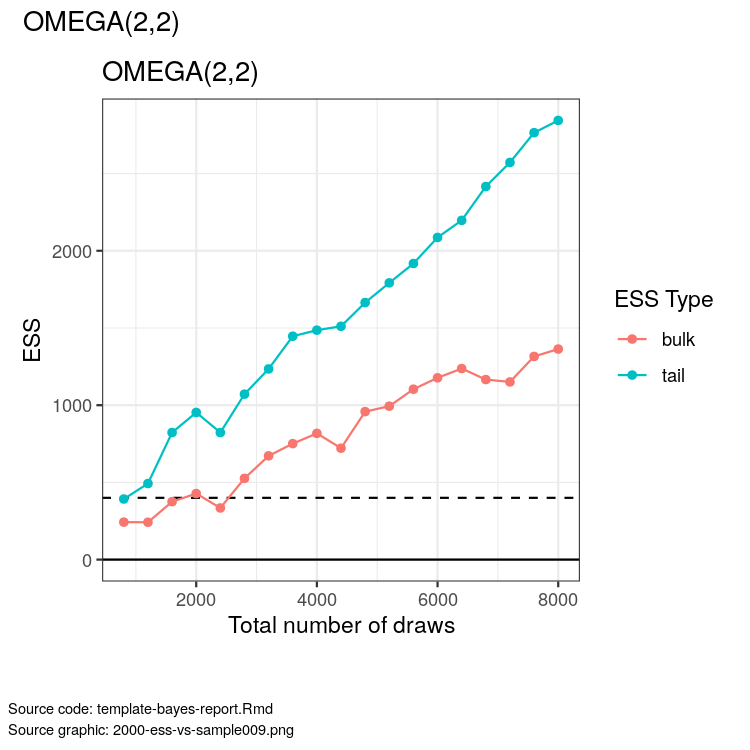 OMEGA(2,2)
OMEGA(2,2)
ESS
2000
1000
0
2000 4000 6000 8000
Total number of draws
ESS Type
bulk
tail
Source code: template-bayes-report.Rmd
Source graphic: 2000-ess-vs-sample009.png